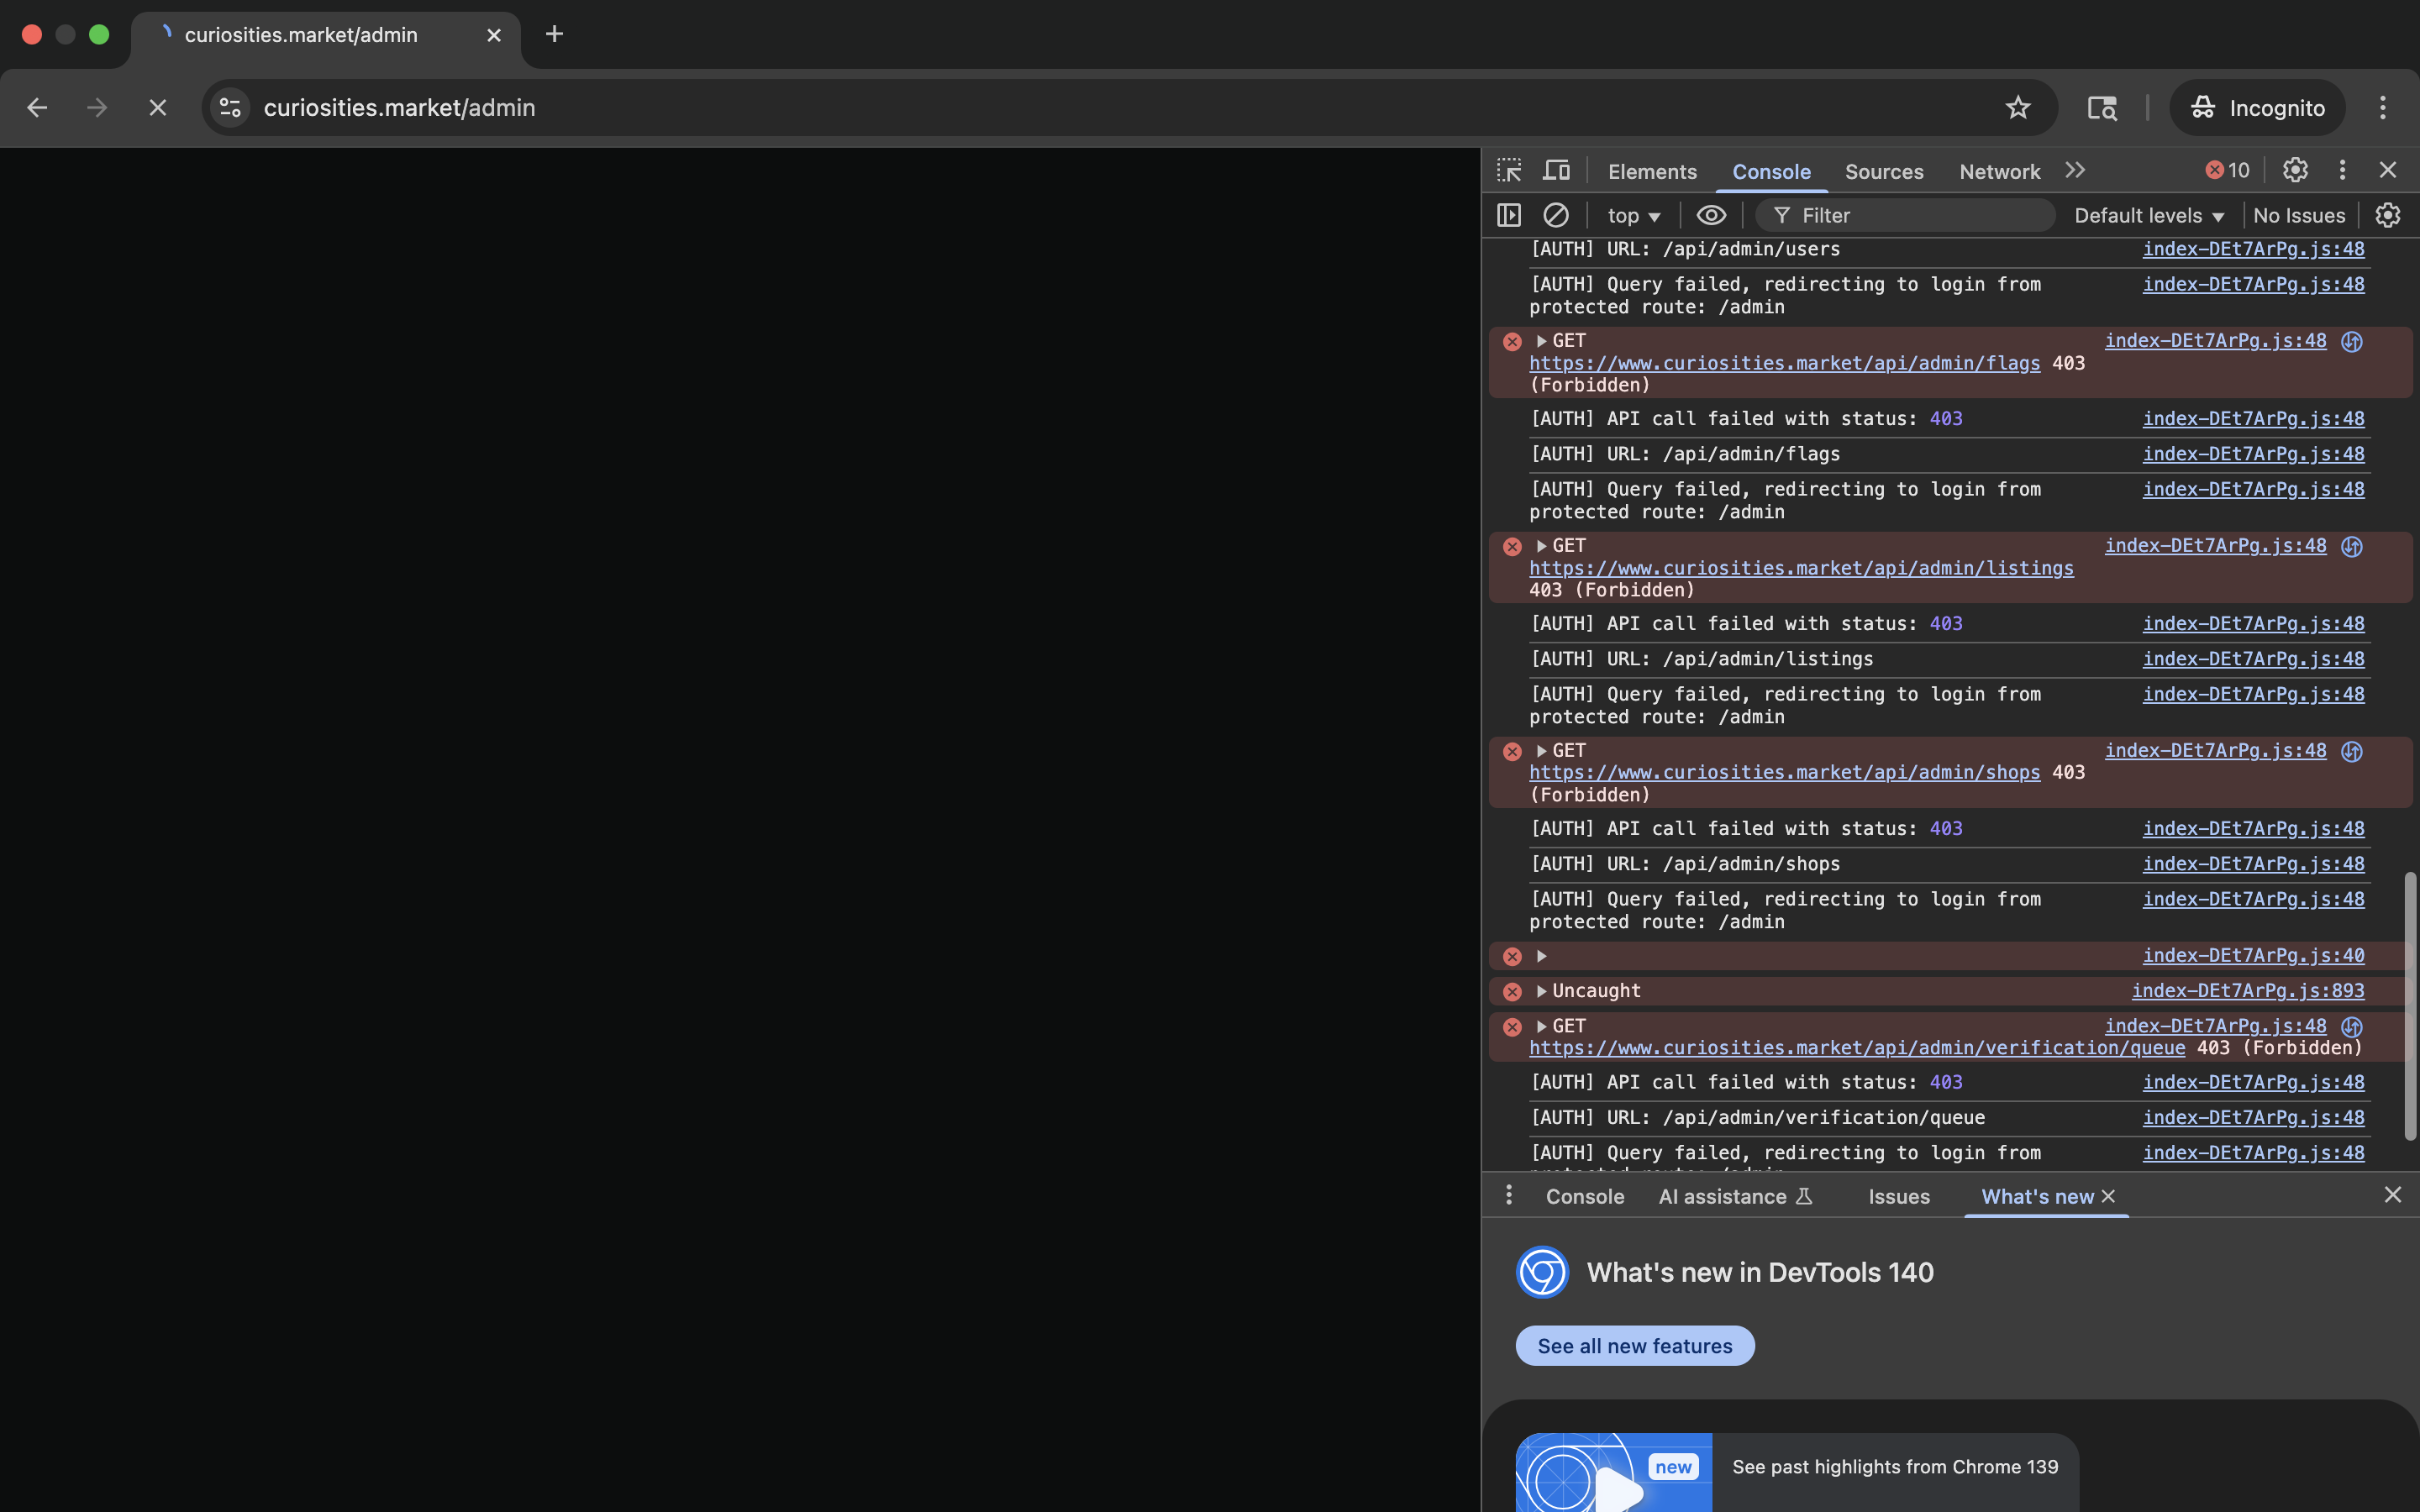 curiosities.market/admin
curiosities.market/admin
Incognito
Elements Console Sources Network 10
top Filter Default levels No Issues
[AUTH] URL: /api/admin/users index-DEt7ArPg.js:48
[AUTH] Query failed, redirecting to login from index-DEt7ArPg.js:48
protected route: /admin
GET index-DEt7ArPg.js:48
https://www.curiosities.market/api/admin/flags 403
(Forbidden)
[AUTH] API call failed with status: 403 index-DEt7ArPg.js:48
[AUTH] URL: /api/admin/flags index-DEt7ArPg.js:48
[AUTH] Query failed, redirecting to login from index-DEt7ArPg.js:48
protected route: /admin
GET index-DEt7ArPg.js:48
https://www.curiosities.market/api/admin/listings
403 (Forbidden)
[AUTH] API call failed with status: 403 index-DEt7ArPg.js:48
[AUTH] URL: /api/admin/listings index-DEt7ArPg.js:48
[AUTH] Query failed, redirecting to login from index-DEt7ArPg.js:48
protected route: /admin
GET index-DEt7ArPg.js:48
https://www.curiosities.market/api/admin/shops 403
(Forbidden)
[AUTH] API call failed with status: 403 index-DEt7ArPg.js:48
[AUTH] URL: /api/admin/shops index-DEt7ArPg.js:48
[AUTH] Query failed, redirecting to login from index-DEt7ArPg.js:48
protected route: /admin
index-DEt7ArPg.js:40
Uncaught index-DEt7ArPg.js:893
GET index-DEt7ArPg.js:48
https://www.curiosities.market/api/admin/verification/queue 403 (Forbidden)
[AUTH] API call failed with status: 403 index-DEt7ArPg.js:48
[AUTH] URL: /api/admin/verification/queue index-DEt7ArPg.js:48
[AUTH] Query failed, redirecting to login from index-DEt7ArPg.js:48
Console AI assistance Issues What's new
What's new in DevTools 140
See all new features
new See past highlights from Chrome 139